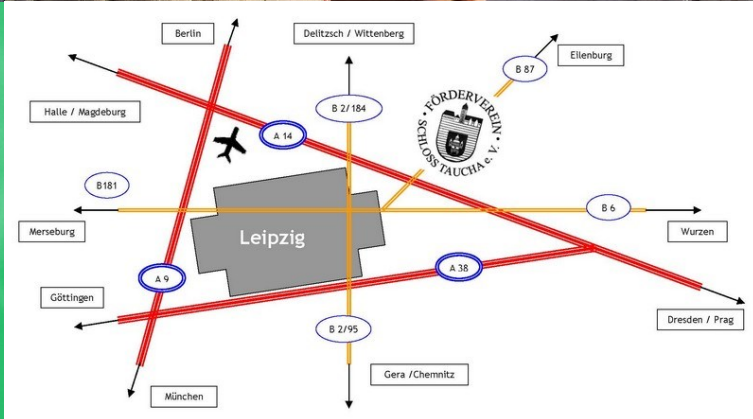 Berlin
Delitzsch / Wittenberg
Eilenburg
B 87
Halle / Magdeburg
B 2/184
• FÖRDERVEREIN •
SCHLOSS TAUCHA e. V.
A 14
B181
B 6
Merseburg
Leipzig
Wurzen
A 9
A 38
Göttingen
B 2/95
Dresden / Prag
Gera /Chemnitz
München